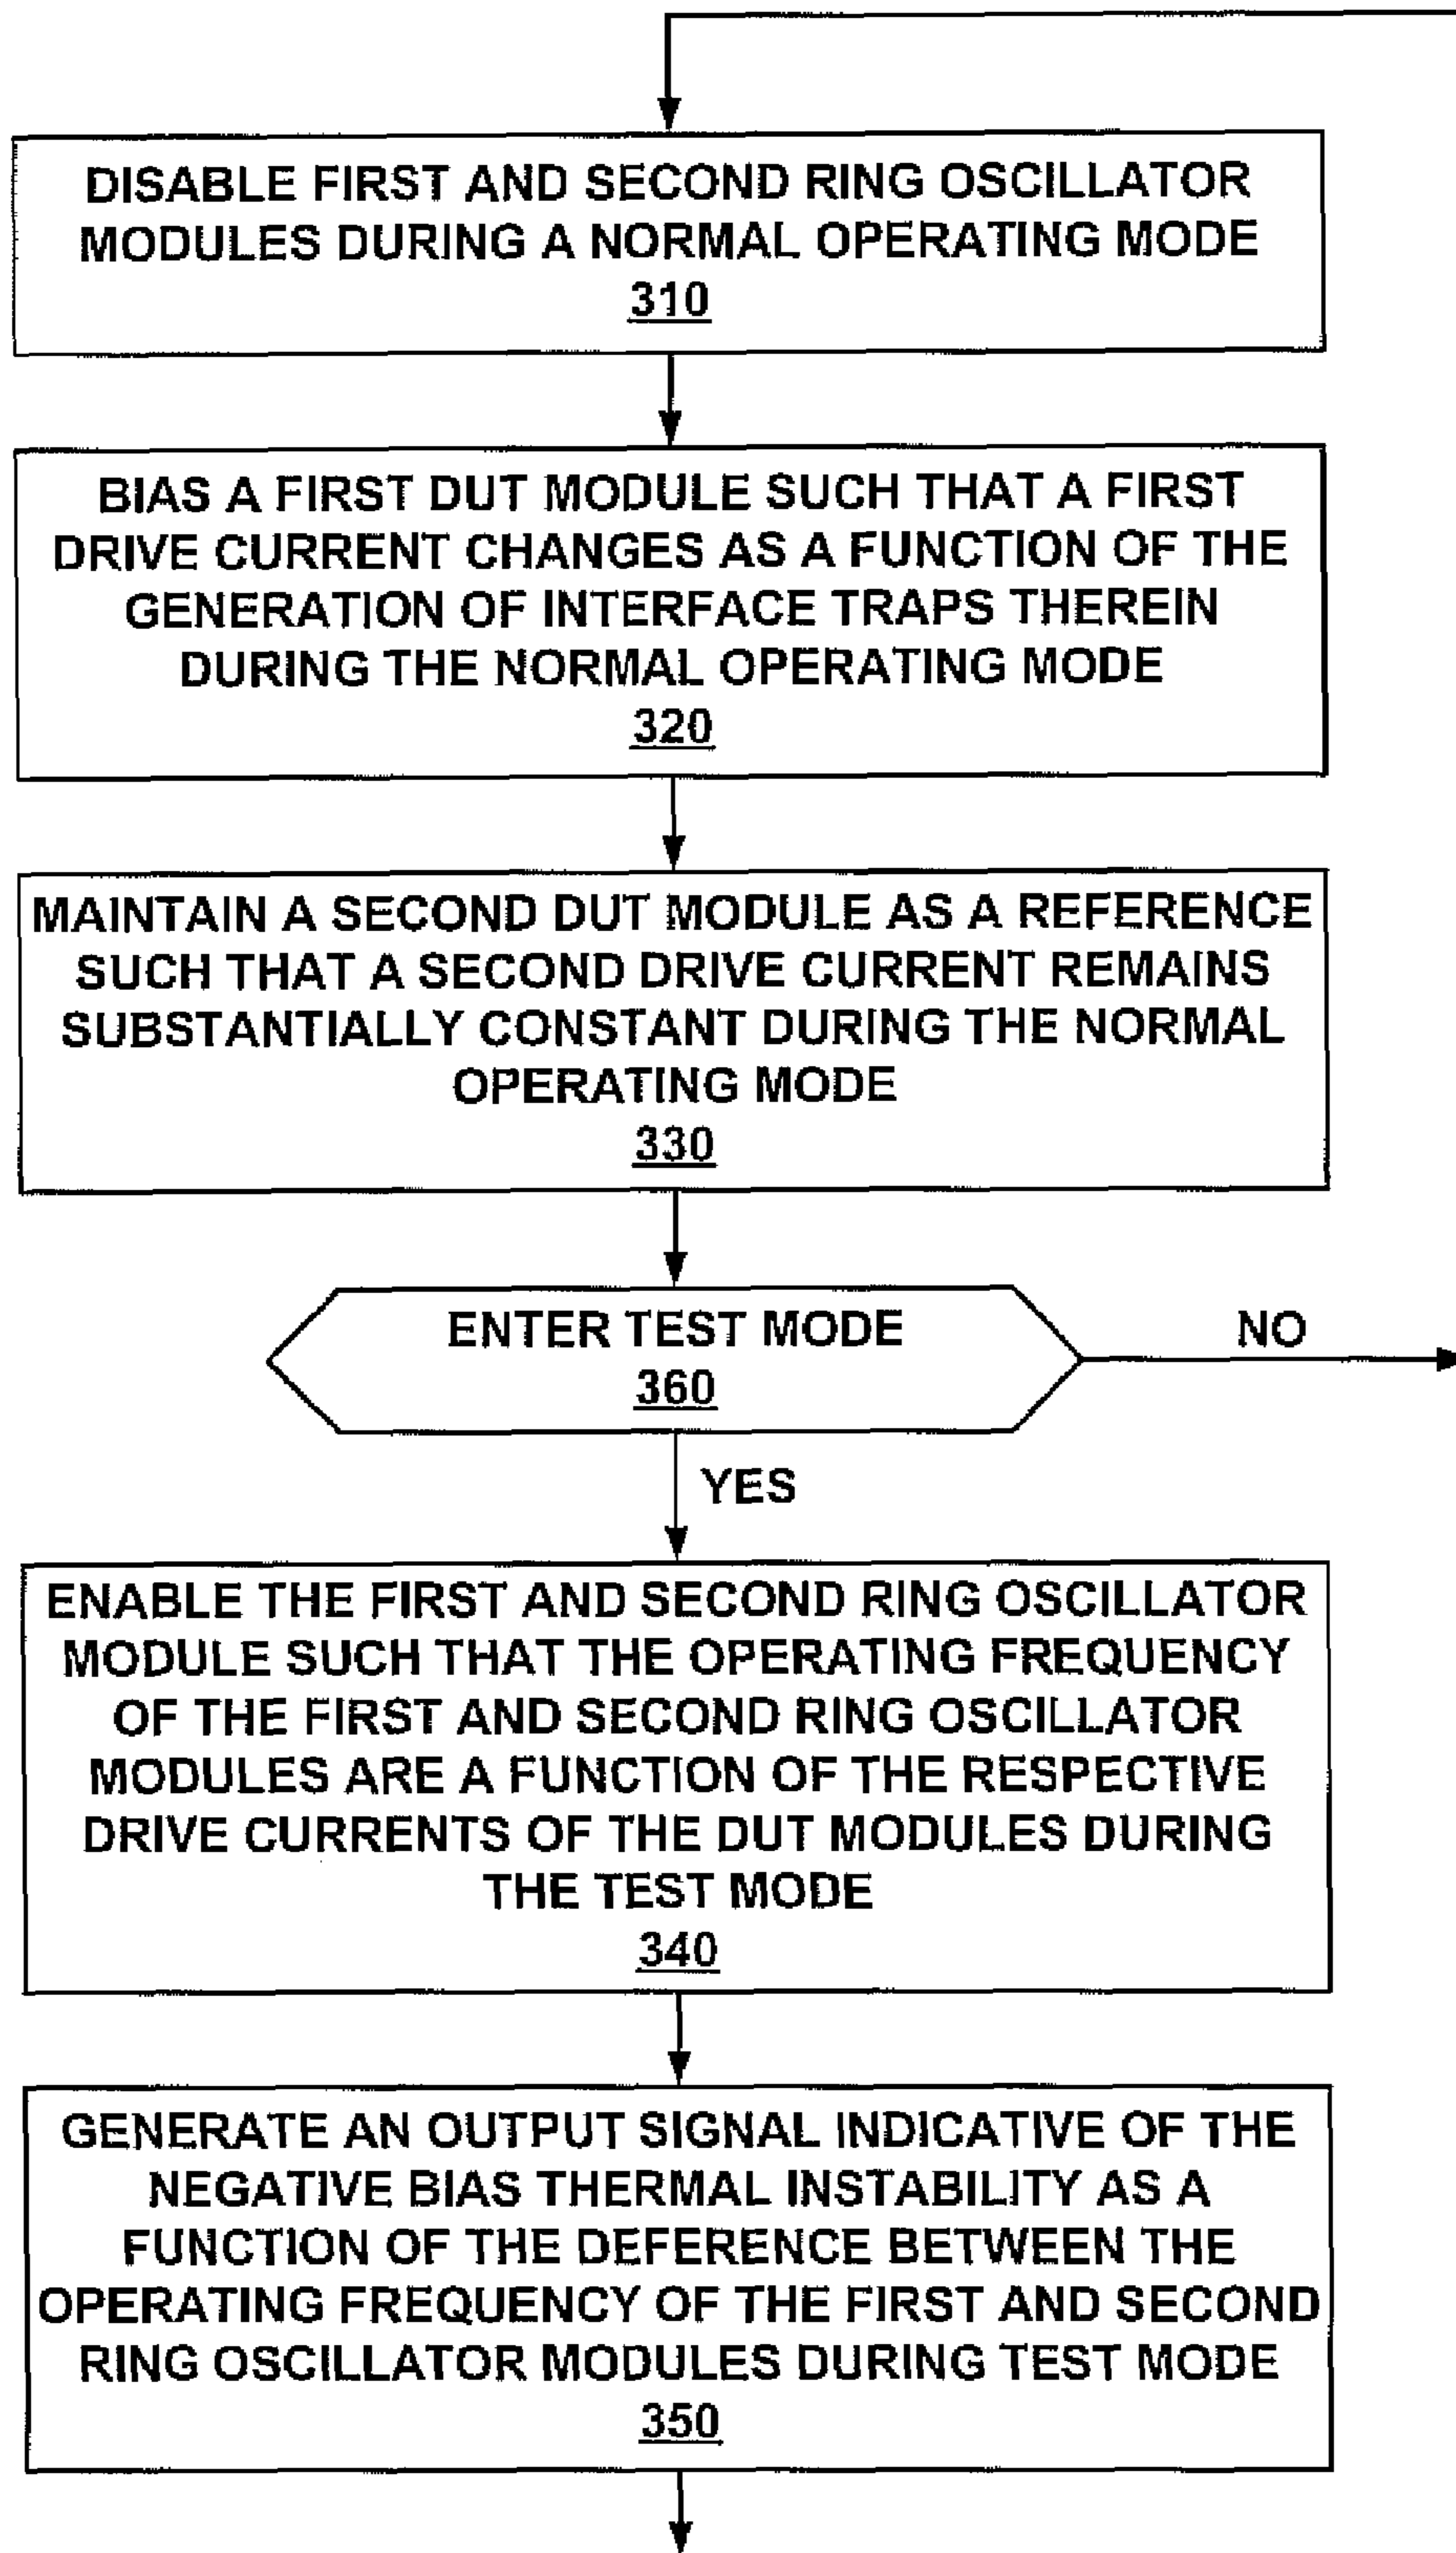 DISABLE FIRST AND SECOND RING OSCILLATOR
MODULES DURING A NORMAL OPERATING MODE
310
BIAS A FIRST DUT MODULE SUCH THAT A FIRST
DRIVE CURRENT CHANGES AS A FUNCTION OF THE
GENERATION OF INTERFACE TRAPS THEREIN
DURING THE NORMAL OPERATING MODE
320
MAINTAIN A SECOND DUT MODULE AS A REFERENCE
SUCH THAT A SECOND DRIVE CURRENT REMAINS
SUBSTANTIALLY CONSTANT DURING THE NORMAL
OPERATING MODE
330
ENTER TEST MODE
360
NO
YES
ENABLE THE FIRST AND SECOND RING OSCILLATOR
MODULE SUCH THAT THE OPERATING FREQUENCY
OF THE FIRST AND SECOND RING OSCILLATOR
MODULES ARE A FUNCTION OF THE RESPECTIVE
DRIVE CURRENTS OF THE DUT MODULES DURING
THE TEST MODE
340
GENERATE AN OUTPUT SIGNAL INDICATIVE OF THE
NEGATIVE BIAS THERMAL INSTABILITY AS A
FUNCTION OF THE DEFERENCE BETWEEN THE
OPERATING FREQUENCY OF THE FIRST AND SECOND
RING OSCILLATOR MODULES DURING TEST MODE
350